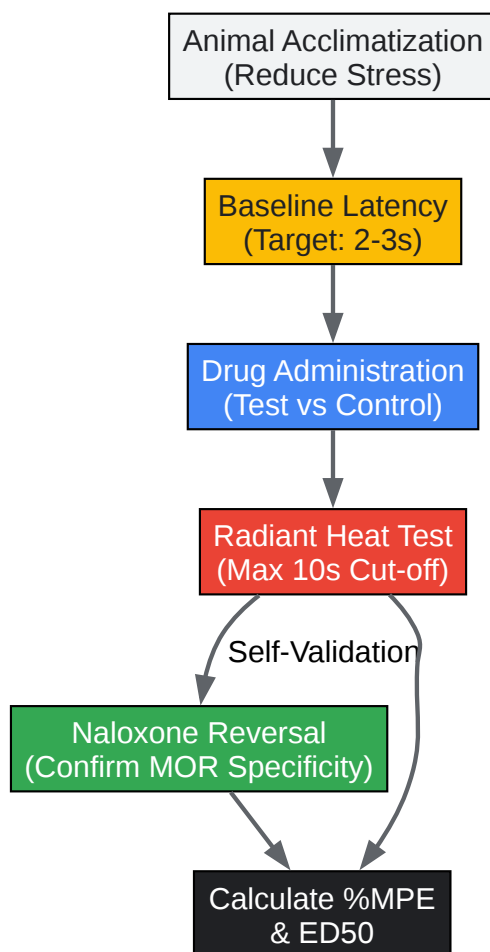 Animal Acclimatization
(Reduce Stress)
Baseline Latency
(Target: 2-3s)
Drug Administration
(Test vs Control)
Radiant Heat Test
(Max 10s Cut-off)
Self-Validation
Naloxone Reversal
(Confirm MOR Specificity)
Calculate %MPE
& ED50